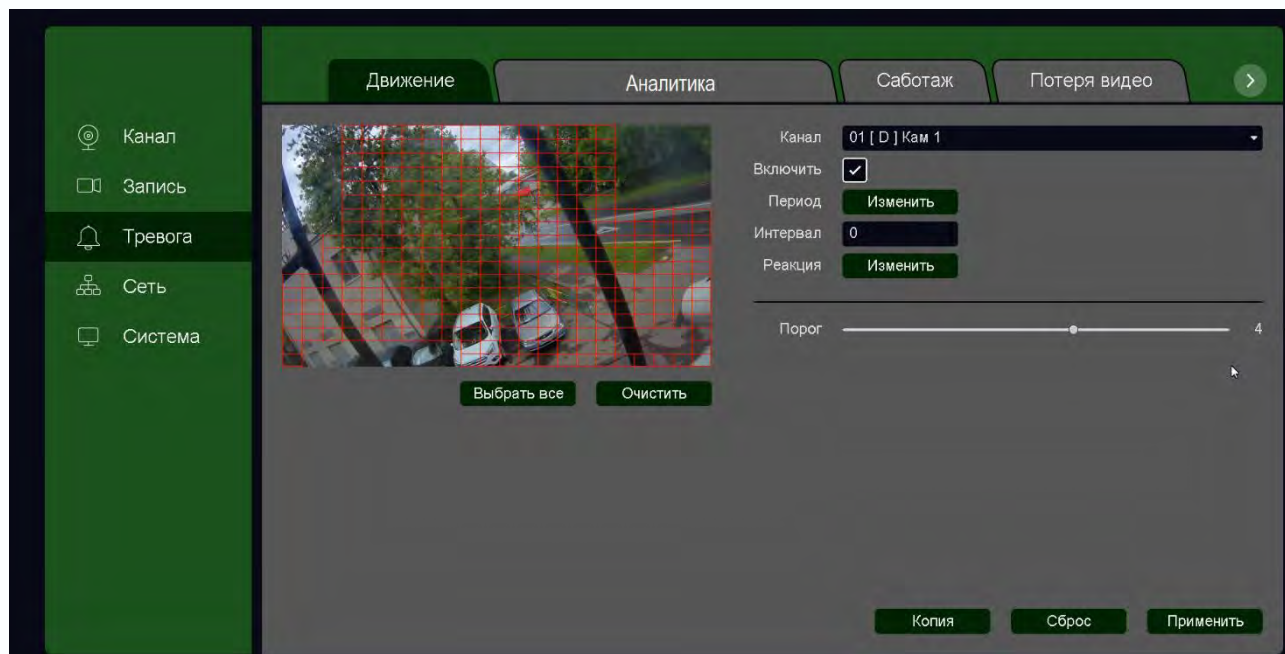 Движение
Аналитика
Саботаж
Потеря видео
Канал
Запись
Тревога
Сеть
Система
Выбрать все
Очистить
Канал 01 [ D ] Кам 1
Включить
Период Изменить
Интервал 0
Реакция Изменить
Порог 4
Копия
Сброс
Применить